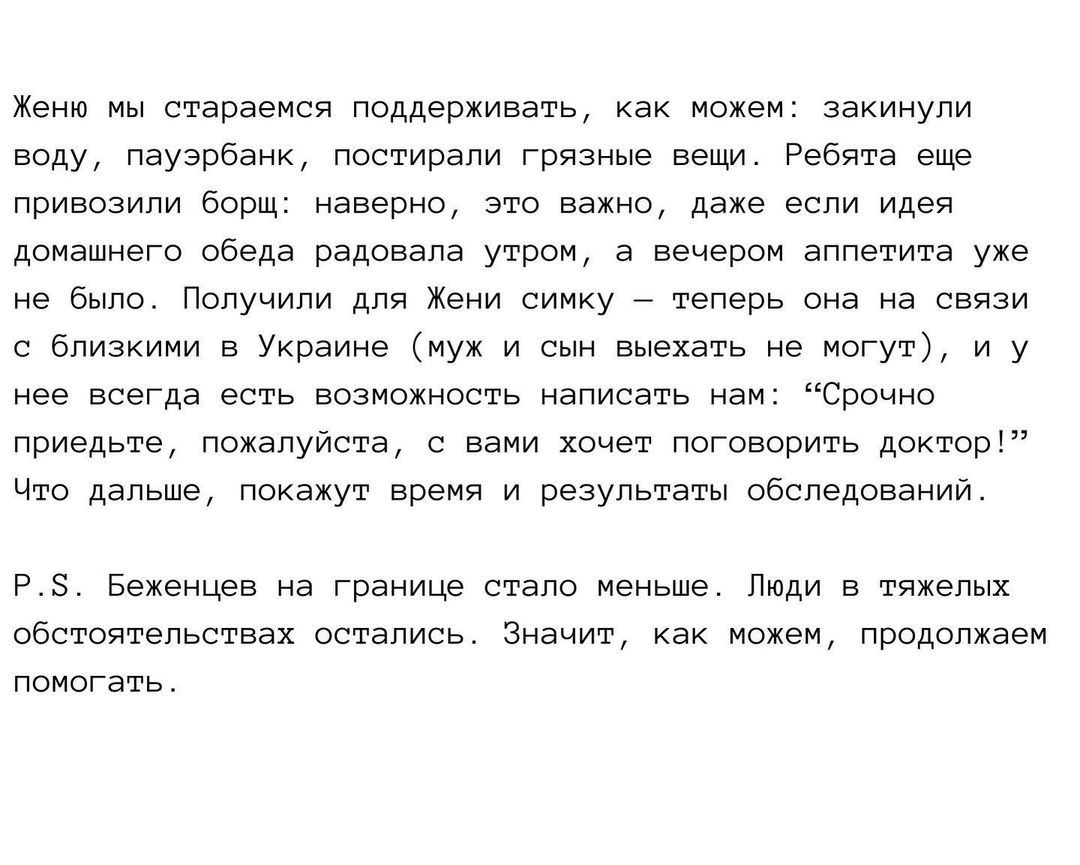 Женю мы стараемся поддерживать, как можем: закинули
воду, пауэрбанк, постирали грязные вещи. Ребята еще
привозили борщ: наверно, это важно, даже если идея
домашнего обеда радовала утром, а вечером аппетита уже
не было. Получили для Жени симку – теперь она на связи
с близкими в Украине (муж и сын выехать не могут), и у
нее всегда есть возможность написать нам: “Срочно
приедьте, пожалуйста, с вами хочет поговорить доктор!”
Что дальше, покажут время и результаты обследований.
P.S. Беженцев на границе стало меньше. Люди в тяжелых
обстоятельствах остались. Значит, как можем, продолжаем
помогать.